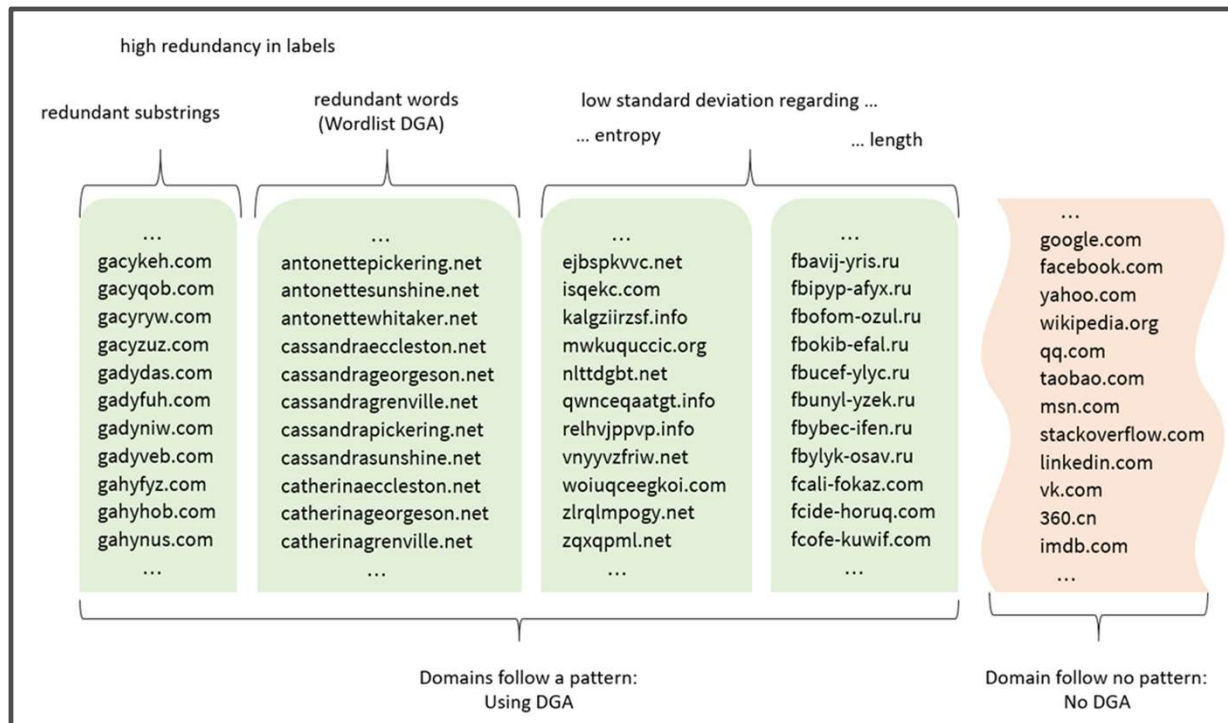 high redundancy in labels
redundant substrings
redundant words
(Wordlist DGA)
low standard deviation regarding ...
... entropy
... length
...
gacykeh.com
gacyqob.com
gacyryw.com
gacyzuz.com
gadydas.com
gadyfuh.com
gadyniw.com
gadyveb.com
gahyfyz.com
gahyhob.com
gahynus.com
...
...
antonettepickering.net
antonettesunshine.net
antonettewhitaker.net
cassandraeccleston.net
cassandrageorgeson.net
cassandragrenville.net
cassandrapickering.net
cassandrasunshine.net
catherinaeccleston.net
catherinageorgeson.net
catherinagrenville.net
...
...
ejbspkvvc.net
isqekc.com
kalgziirzsf.info
mwkuquccic.org
nlttdgbt.net
qwnceqaatgt.info
relhvjppvp.info
vnyyvzfriw.net
woiuqceegkoi.com
zlrqlmpogy.net
zqxqpml.net
...
...
fbavij-yris.ru
fbipyp-afyx.ru
fbofom-ozul.ru
fbokib-efal.ru
fbucef-ylyc.ru
fbunyl-yzek.ru
fbybec-ifen.ru
fbylyk-osav.ru
fcali-fokaz.com
fcide-horuq.com
fcofe-kuwif.com
...
...
google.com
facebook.com
yahoo.com
wikipedia.org
qq.com
taobao.com
msn.com
stackoverflow.com
linkedin.com
vk.com
360.cn
imdb.com
...
Domains follow a pattern:
Using DGA
Domain follow no pattern:
No DGA